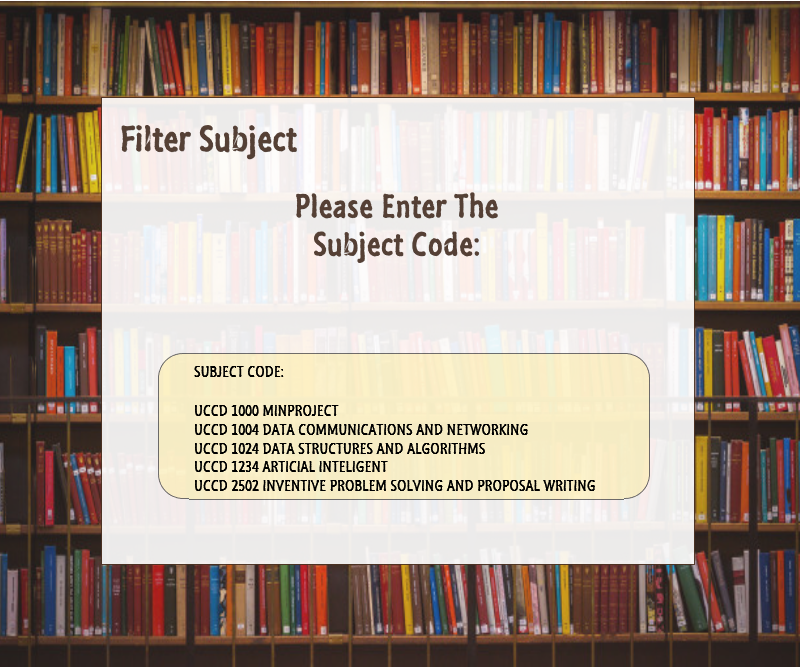 Filter Subject
Please Enter The
Subject Code:
SUBJECT CODE:
UCCD 1000 MINPROJECT
UCCD 1004 DATA COMMUNICATIONS AND NETWORKING
UCCD 1024 DATA STRUCTURES AND ALGORITHMS
UCCD 1234 ARTICIAL INTELIGENT
UCCD 2502 INVENTIVE PROBLEM SOLVING AND PROPOSAL WRITING